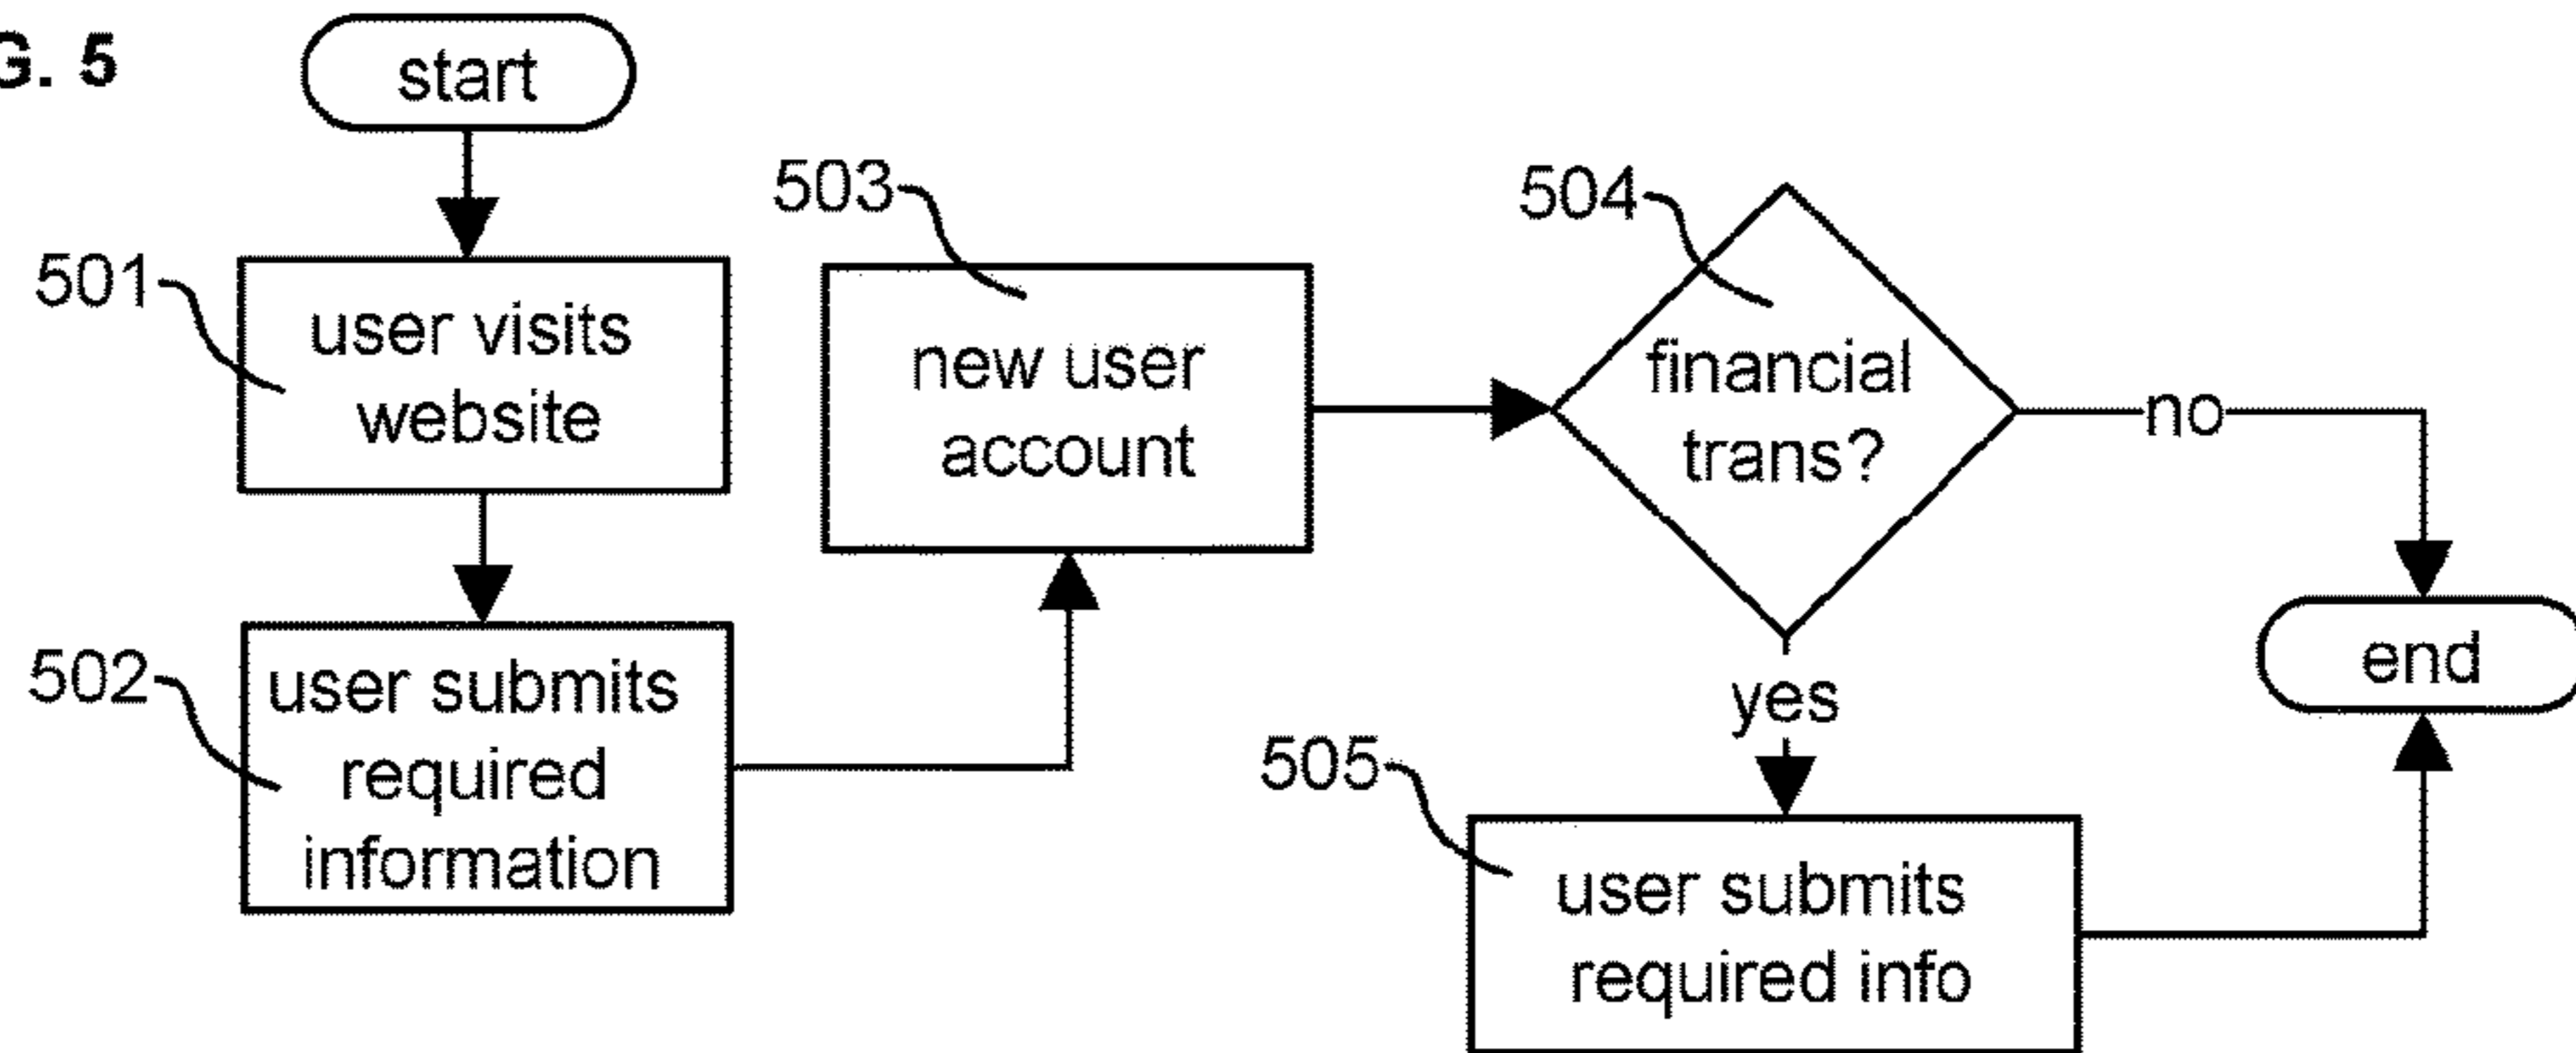 G. 5
start
501
user visits
website
502
user submits
required
information
503
new user
account
504
financial
trans?
no
yes
505
user submits
required info
end